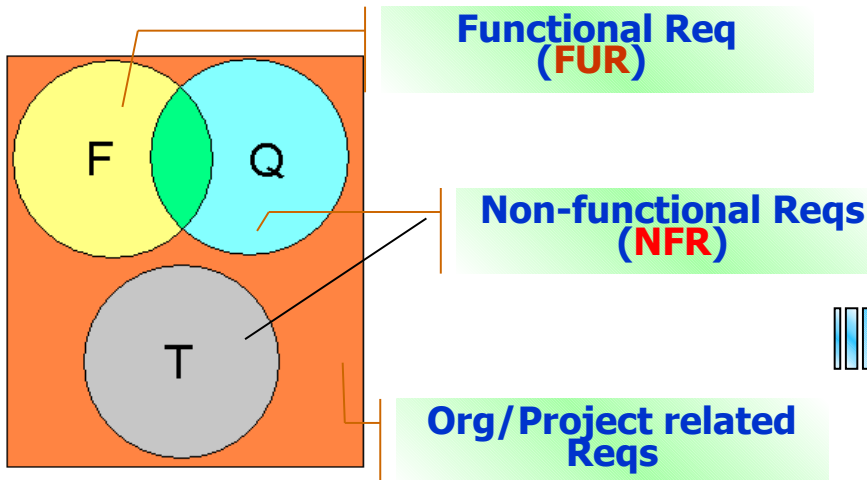 Functional Req
(FUR)
F
Q
Non-functional Reqs
(NFR)
T
Org/Project related
Reqs